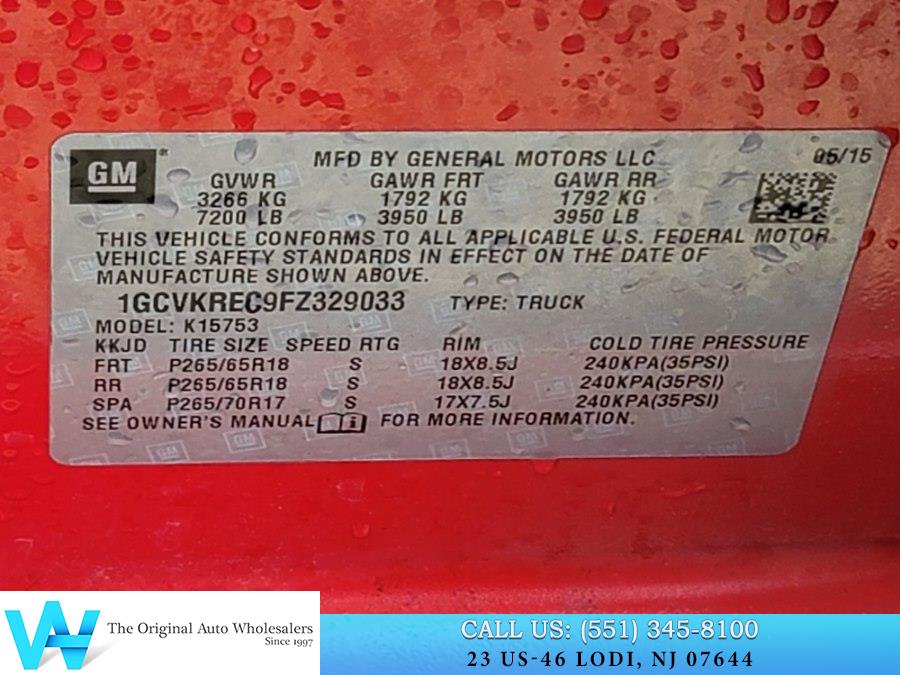 GM MFD BY GENERAL MOTORS LLC 05/15
GVWR GAWR FRT GAWR RR
3266 KG 1792 KG 1792 KG
7200 LB 3950 LB 3950 LB
THIS VEHICLE CONFORMS TO ALL APPLICABLE U.S. FEDERAL MOTOR
VEHICLE SAFETY STANDARDS IN EFFECT ON THE DATE OF
MANUFACTURE SHOWN ABOVE.
1GCVKREC9FZ329033 TYPE: TRUCK
MODEL: K15753
KKJD TIRE SIZE SPEED RTG RIM COLD TIRE PRESSURE
FRT P265/65R18 S 18X8.5J 240KPA(35PSI)
RR P265/65R18 S 18X8.5J 240KPA(35PSI)
SPA P265/70R17 S 17X7.5J 240KPA(35PSI)
SEE OWNER'S MANUAL FOR MORE INFORMATION.
AW The Original Auto Wholesalers
Since 1997
CALL US: (551) 345-8100
23 US-46 LODI, NJ 07644